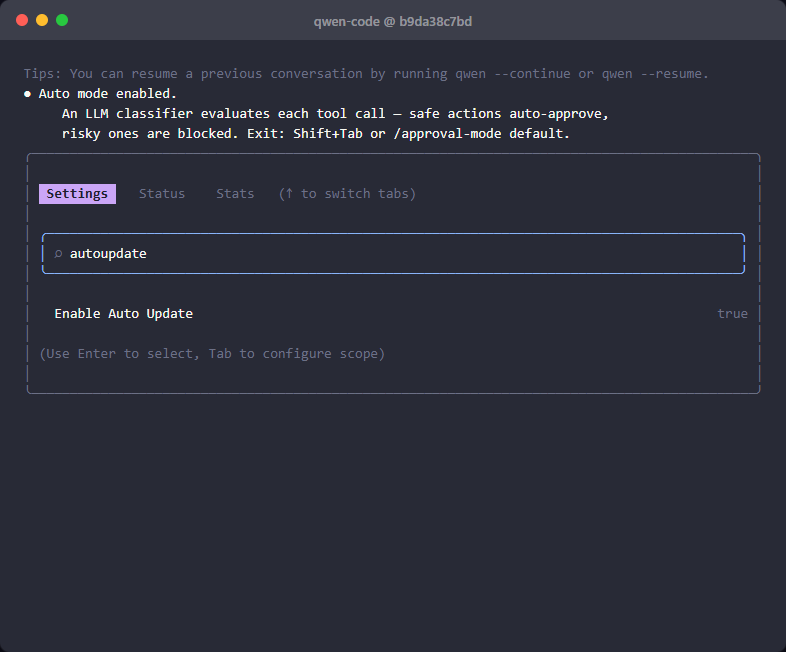 qwen-code @ b9da38c7bd
Tips: You can resume a previous conversation by running qwen --continue or qwen --resume.
● Auto mode enabled.
An LLM classifier evaluates each tool call — safe actions auto-approve,
risky ones are blocked. Exit: Shift+Tab or /approval-mode default.
Settings Status Stats (↑ to switch tabs)
⌕ autoupdate
Enable Auto Update true
(Use Enter to select, Tab to configure scope)